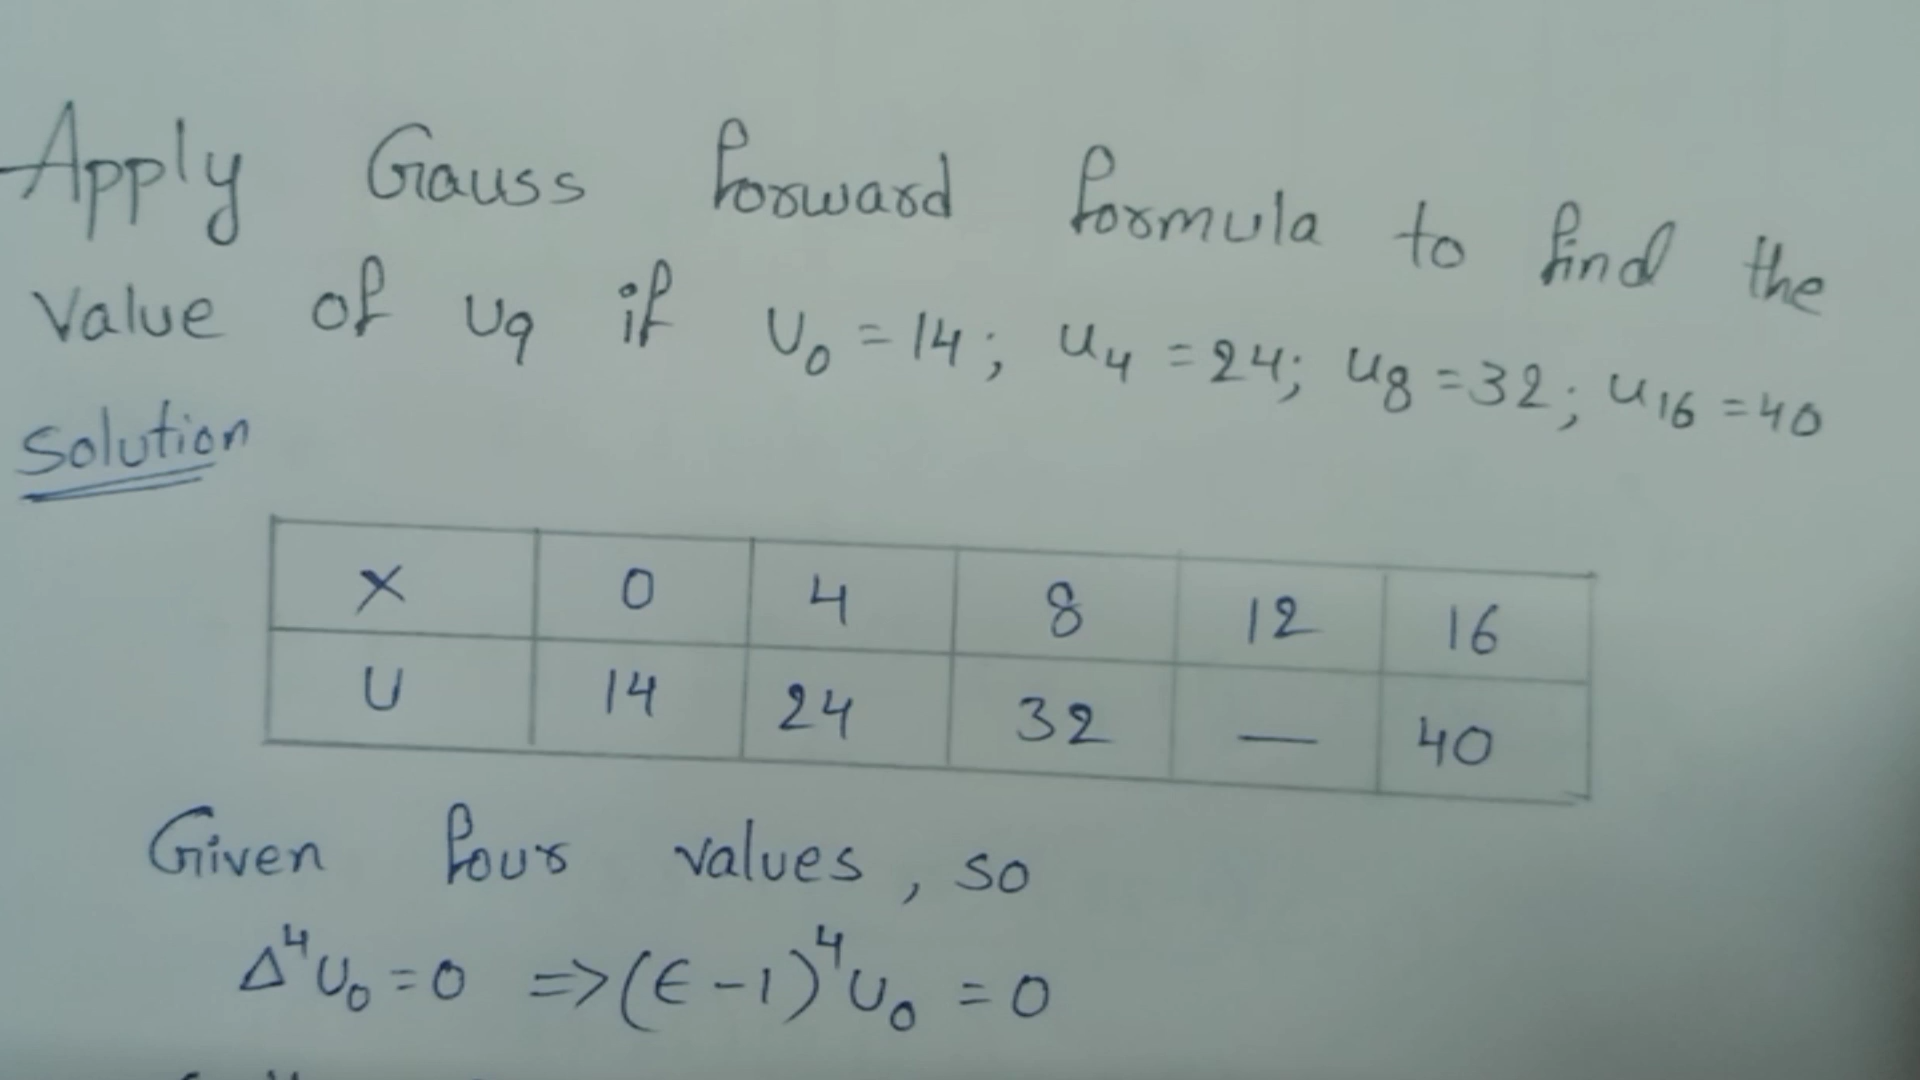 Apply Gauss forward formula to find the
value of u9 if U0 = 14; u4 = 24; u8 = 32; u16 = 40
Solution
X 0 4 8 12 16
U 14 24 32 — 40
Given four values, so
Δ⁴U₀ = 0 => (E - 1)⁴U₀ = 0